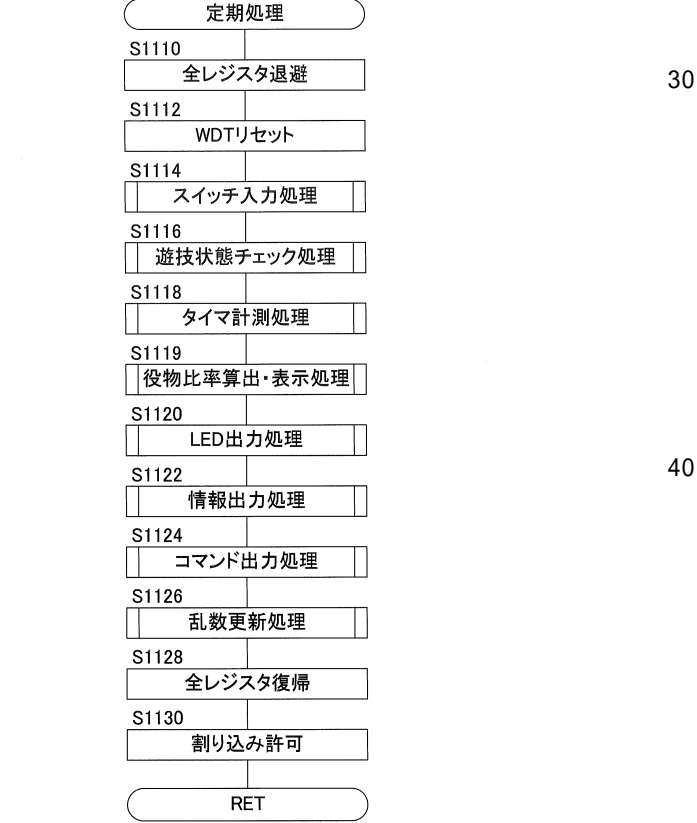 定期処理
S1110
全レジスタ退避
30
S1112
WDTリセット
S1114
スイッチ入力処理
S1116
遊技状態チェック処理
S1118
タイマ計測処理
S1119
役物比率算出・表示処理
S1120
LED出力処理
40
S1122
情報出力処理
S1124
コマンド出力処理
S1126
乱数更新処理
S1128
全レジスタ復帰
S1130
割り込み許可
RET